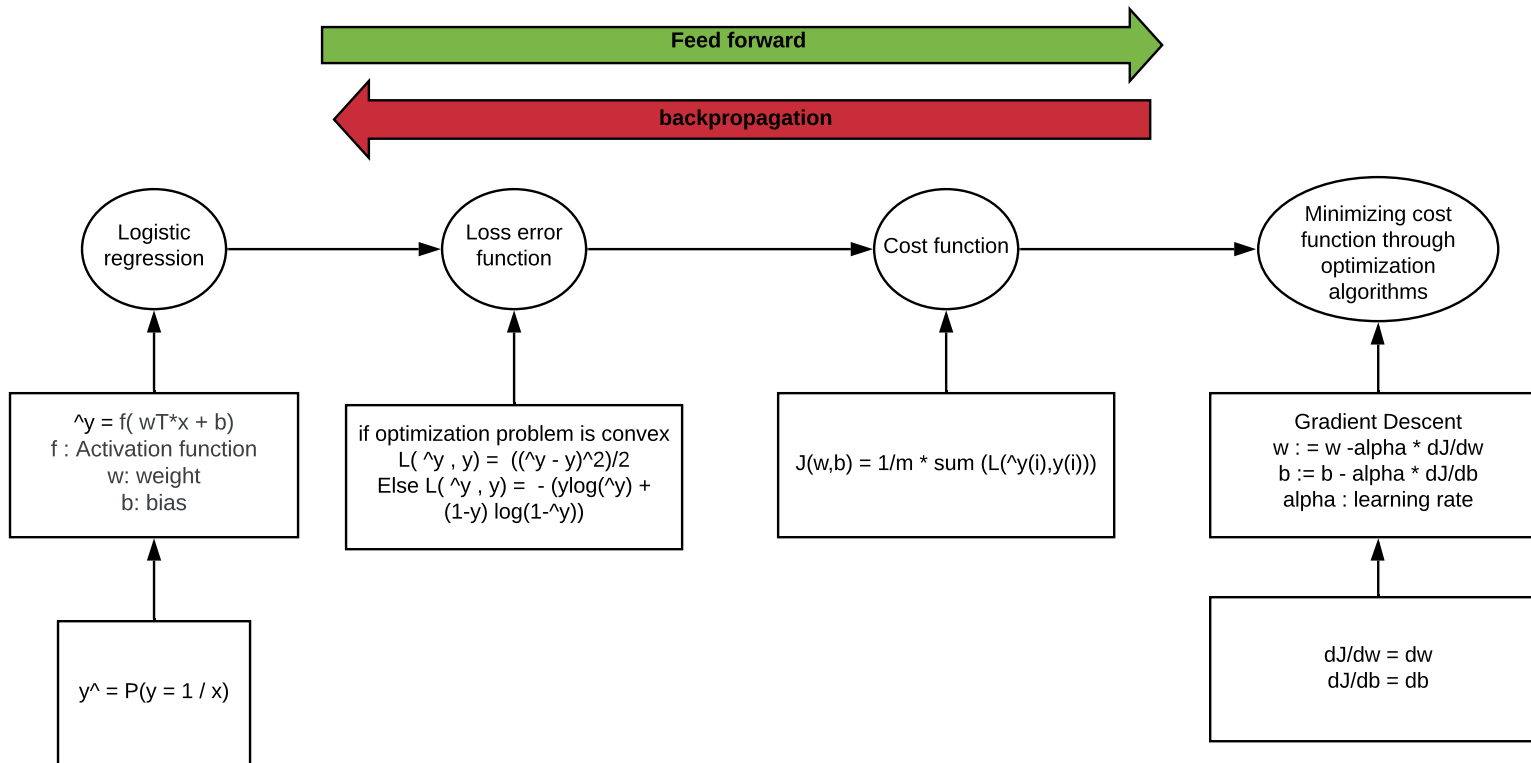 Feed forward
backpropagation
Logistic
regression
Loss error
function
Cost function
Minimizing cost
function through
optimization
algorithms
^y = f( wT*x + b)
f : Activation function
w: weight
b: bias
if optimization problem is convex
L( ^y , y) =  ((^y - y)^2)/2
Else L( ^y , y) =  - (ylog(^y) +
(1-y) log(1-^y))
J(w,b) = 1/m * sum (L(^y(i),y(i)))
Gradient Descent
w : = w -alpha * dJ/dw
b := b - alpha * dJ/db
alpha : learning rate
y^ = P(y = 1 / x)
dJ/dw = dw
dJ/db = db